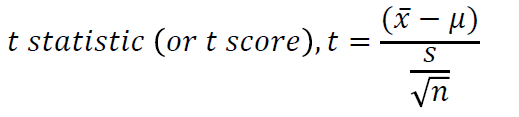 t statistic (or t score), t = (x̄ − μ) / (S / √n)